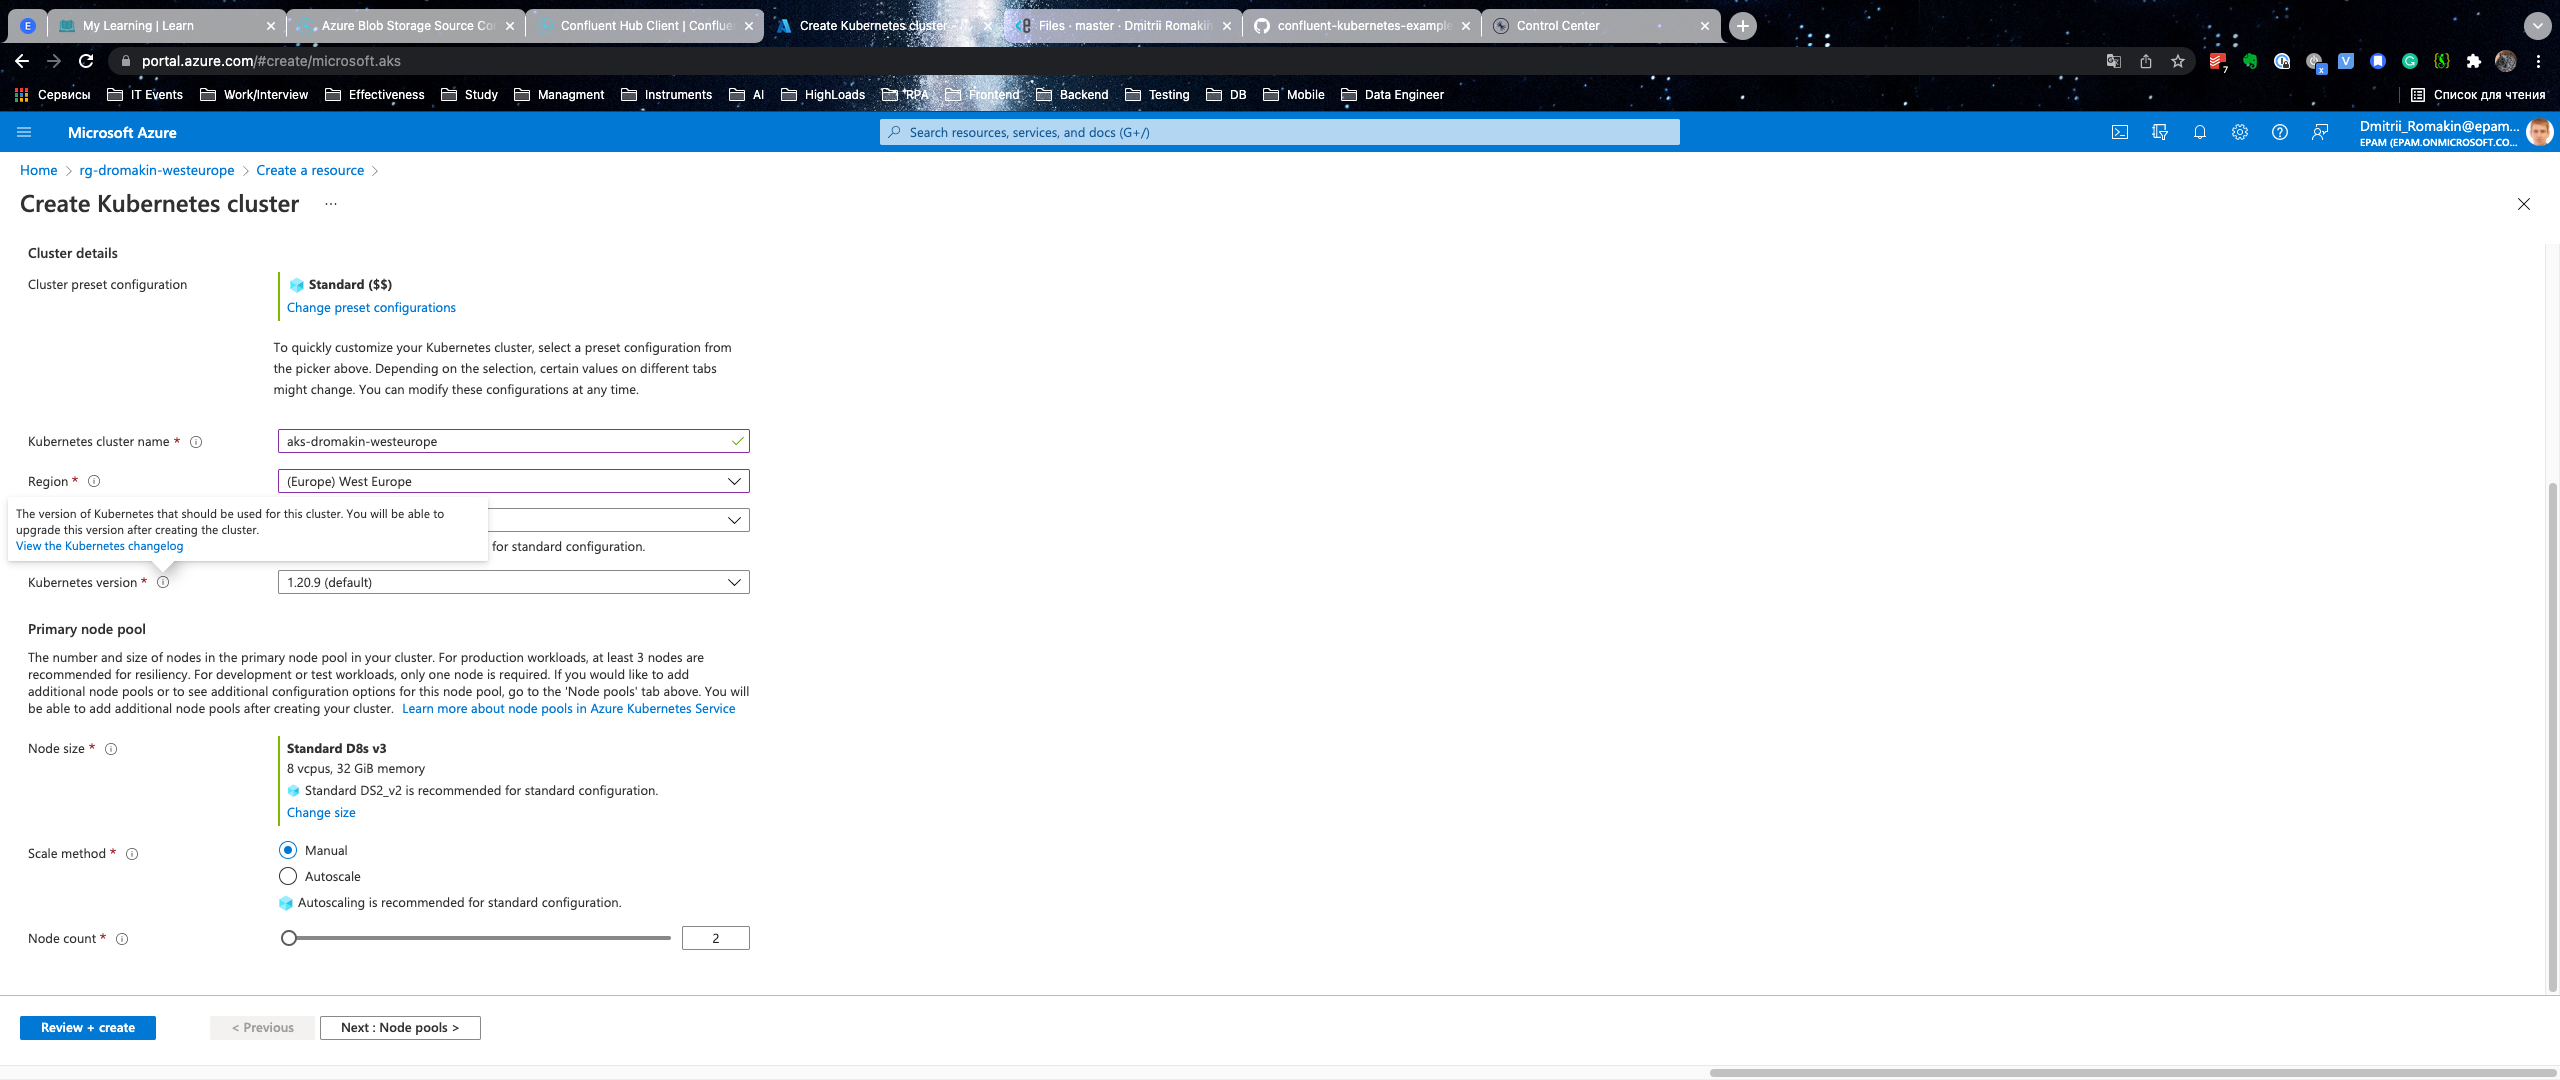 E
My Learning | Learn
Azure Blob Storage Source Co
Confluent Hub Client | Conflue
Create Kubernetes cluster
Files · master · Dmitrii Romakin
confluent-kubernetes-example
Control Center
portal.azure.com/#create/microsoft.aks
7
Сервисы
IT Events
Work/Interview
Effectiveness
Study
Managment
Instruments
AI
HighLoads
RPA
Frontend
Backend
Testing
DB
Mobile
Data Engineer
Список для чтения
Microsoft Azure
Search resources, services, and docs (G+/)
Dmitrii_Romakin@epam...
EPAM (EPAM.ONMICROSOFT.CO...
Home > rg-dromakin-westeurope > Create a resource >
Create Kubernetes cluster ...
Cluster details
Cluster preset configuration
Standard ($$)
Change preset configurations
To quickly customize your Kubernetes cluster, select a preset configuration from
the picker above. Depending on the selection, certain values on different tabs
might change. You can modify these configurations at any time.
Kubernetes cluster name *
aks-dromakin-westeurope
Region *
(Europe) West Europe
The version of Kubernetes that should be used for this cluster. You will be able to
upgrade this version after creating the cluster.
View the Kubernetes changelog
for standard configuration.
Kubernetes version *
1.20.9 (default)
Primary node pool
The number and size of nodes in the primary node pool in your cluster. For production workloads, at least 3 nodes are
recommended for resiliency. For development or test workloads, only one node is required. If you would like to add
additional node pools or to see additional configuration options for this node pool, go to the 'Node pools' tab above. You will
be able to add additional node pools after creating your cluster. Learn more about node pools in Azure Kubernetes Service
Node size *
Standard D8s v3
8 vcpus, 32 GiB memory
Standard DS2_v2 is recommended for standard configuration.
Change size
Scale method *
Manual
Autoscale
Autoscaling is recommended for standard configuration.
Node count *
2
Review + create
< Previous
Next : Node pools >